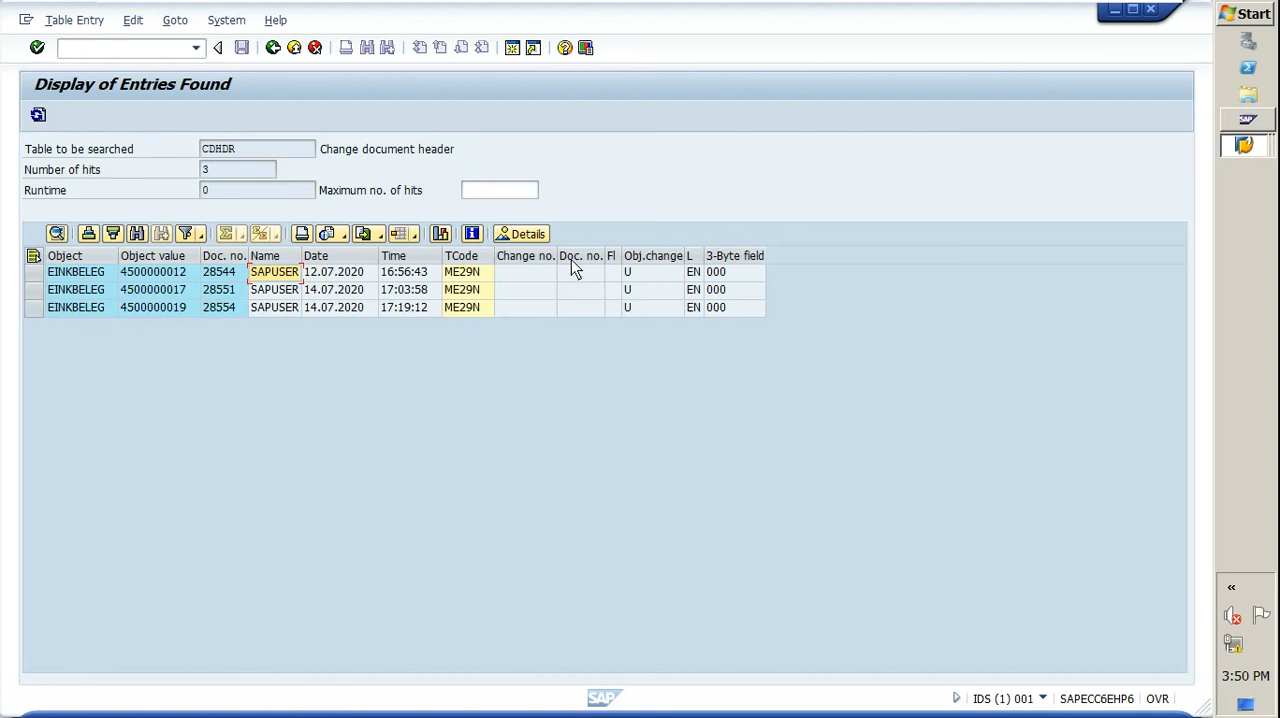 Table Entry Edit Goto System Help
Start
Display of Entries Found
Table to be searched CDHDR Change document header
Number of hits 3
Runtime 0 Maximum no. of hits
Details
Object Object value Doc. no. Name Date Time TCode Change no. Doc. no. Fl Obj.change L 3-Byte field
EINKBELEG 4500000012 28544 SAPUSER 12.07.2020 16:56:43 ME29N U EN 000
EINKBELEG 4500000017 28551 SAPUSER 14.07.2020 17:03:58 ME29N U EN 000
EINKBELEG 4500000019 28554 SAPUSER 14.07.2020 17:19:12 ME29N U EN 000
3:50 PM
SAP IDS (1) 001 SAPECC6EHP6 OVR